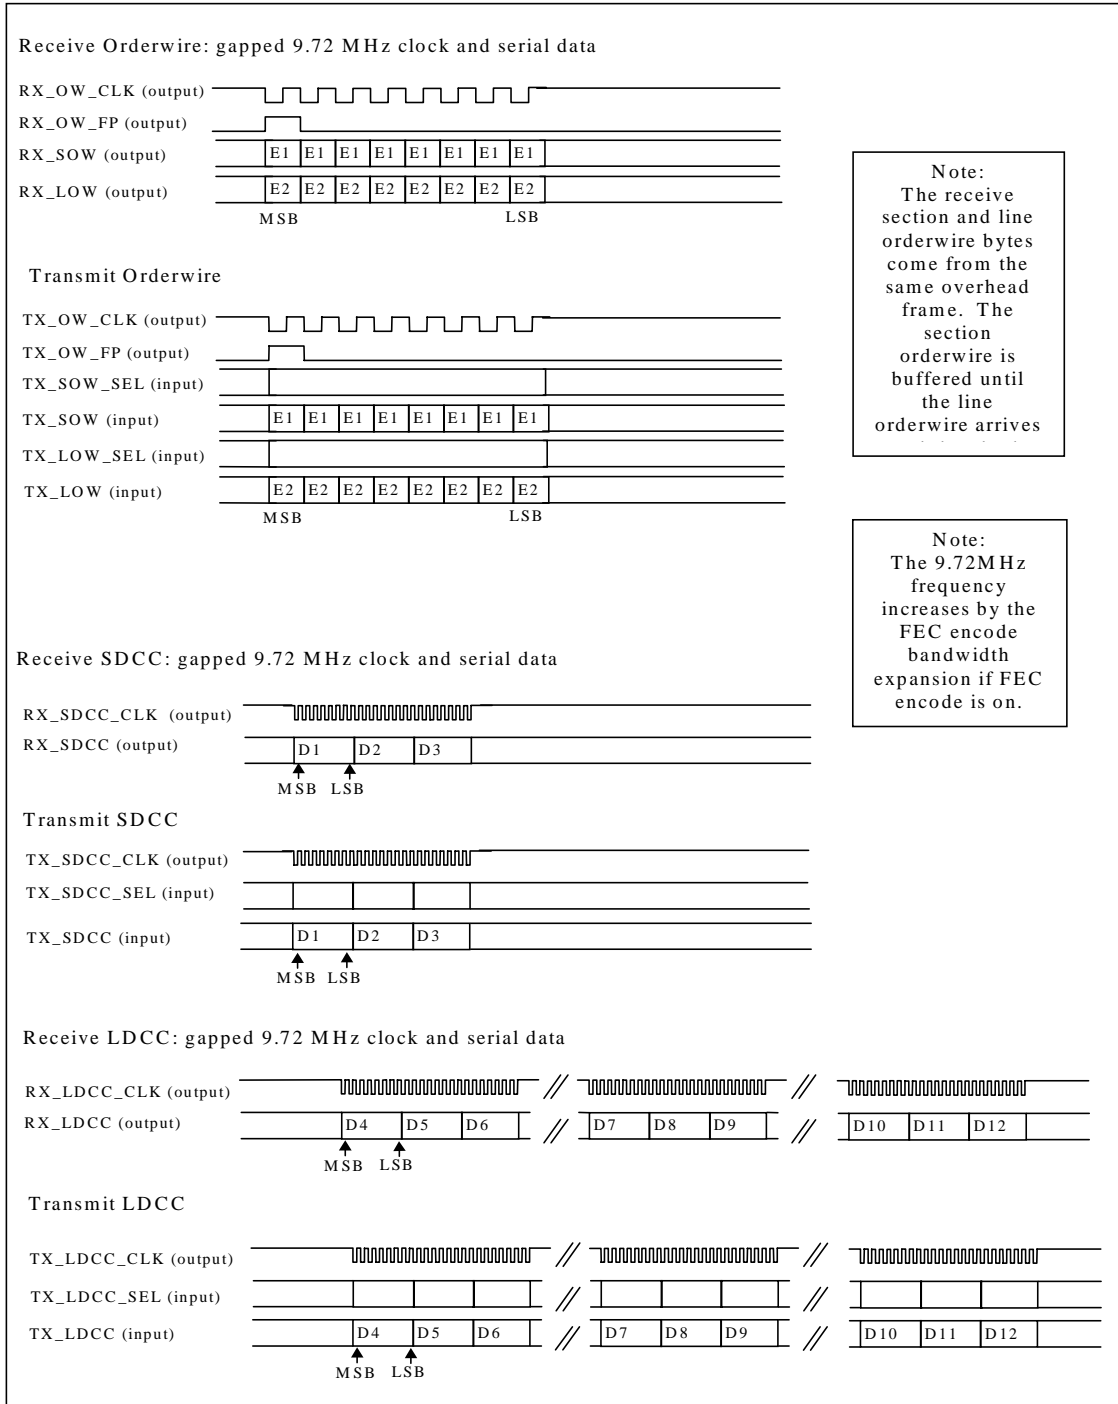 Receive Orderwire: gapped 9.72 MHz clock and serial data
RX_OW_CLK (output)
RX_OW_FP (output)
RX_SOW (output)
E1 E1 E1 E1 E1 E1 E1 E1
RX_LOW (output)
E2 E2 E2 E2 E2 E2 E2 E2
MSB LSB
Note:
The receive
section and line
orderwire bytes
come from the
same overhead
frame. The
section
orderwire is
buffered until
the line
orderwire arrives
Transmit Orderwire
TX_OW_CLK (output)
TX_OW_FP (output)
TX_SOW_SEL (input)
TX_SOW (input)
E1 E1 E1 E1 E1 E1 E1 E1
TX_LOW_SEL (input)
TX_LOW (input)
E2 E2 E2 E2 E2 E2 E2 E2
MSB LSB
Note:
The 9.72MHz
frequency
increases by the
FEC encode
bandwidth
expansion if FEC
encode is on.
Receive SDCC: gapped 9.72 MHz clock and serial data
RX_SDCC_CLK (output)
RX_SDCC (output)
D1 D2 D3
MSB LSB
Transmit SDCC
TX_SDCC_CLK (output)
TX_SDCC_SEL (input)
TX_SDCC (input)
D1 D2 D3
MSB LSB
Receive LDCC: gapped 9.72 MHz clock and serial data
RX_LDCC_CLK (output)
RX_LDCC (output)
D4 D5 D6 D7 D8 D9 D10 D11 D12
MSB LSB
Transmit LDCC
TX_LDCC_CLK (output)
TX_LDCC_SEL (input)
TX_LDCC (input)
D4 D5 D6 D7 D8 D9 D10 D11 D12
MSB LSB